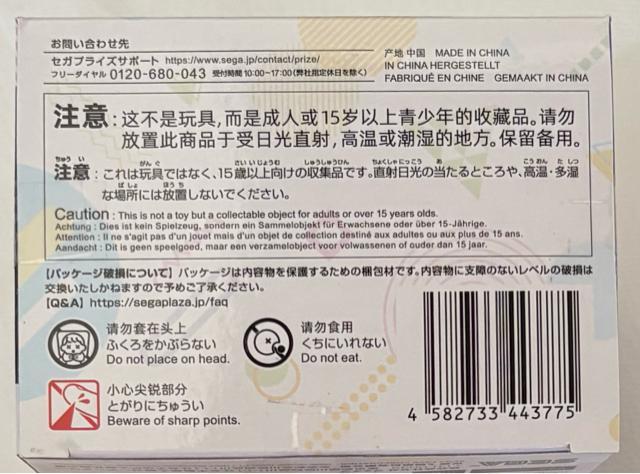 お問い合わせ先
セガプライズサポート https://www.sega.jp/contact/prize/
フリーダイヤル 0120-680-043 受付時間10:00~17:00(弊社指定休日を除く)
产地 中国 MADE IN CHINA
IN CHINA HERGESTELLT
FABRIQUÉ EN CHINE GEMAAKT IN CHINA
注意:这不是玩具,而是成人或15岁以上青少年的收藏品。请勿
放置此商品于受日光直射,高温或潮湿的地方。保留备用。
注意:これは玩具ではなく、15歳以上向けの収集品です。直射日光の当たるところや、高温·多湿
な場所には放置しないでください。
Caution : This is not a toy but a collectable object for adults or over 15 years olds.
Achtung : Dies ist kein Spielzeug, sondern ein Sammelobjekt für Erwachsene oder über 15-Jährige.
Attention : Il ne s'agit pas d'un jouet mais d'un objet de collection destiné aux adultes ou aux plus de 15 ans.
Aandacht : Dit is geen speelgoed, maar een verzamelobject voor volwassenen of ouder dan 15 jaar.
【パッケージ破損について】パッケージは内容物を保護するための梱包材です。内容物に支障のないレベルの破損は
交換いたしかねますので予めご了承ください。
【Q&A】https://segaplaza.jp/faq
请勿套在头上
ふくろをかぶらない
Do not place on head.
请勿食用
くちにいれない
Do not eat.
小心尖锐部分
とがりにちゅうい
Beware of sharp points.
4 582733 443775